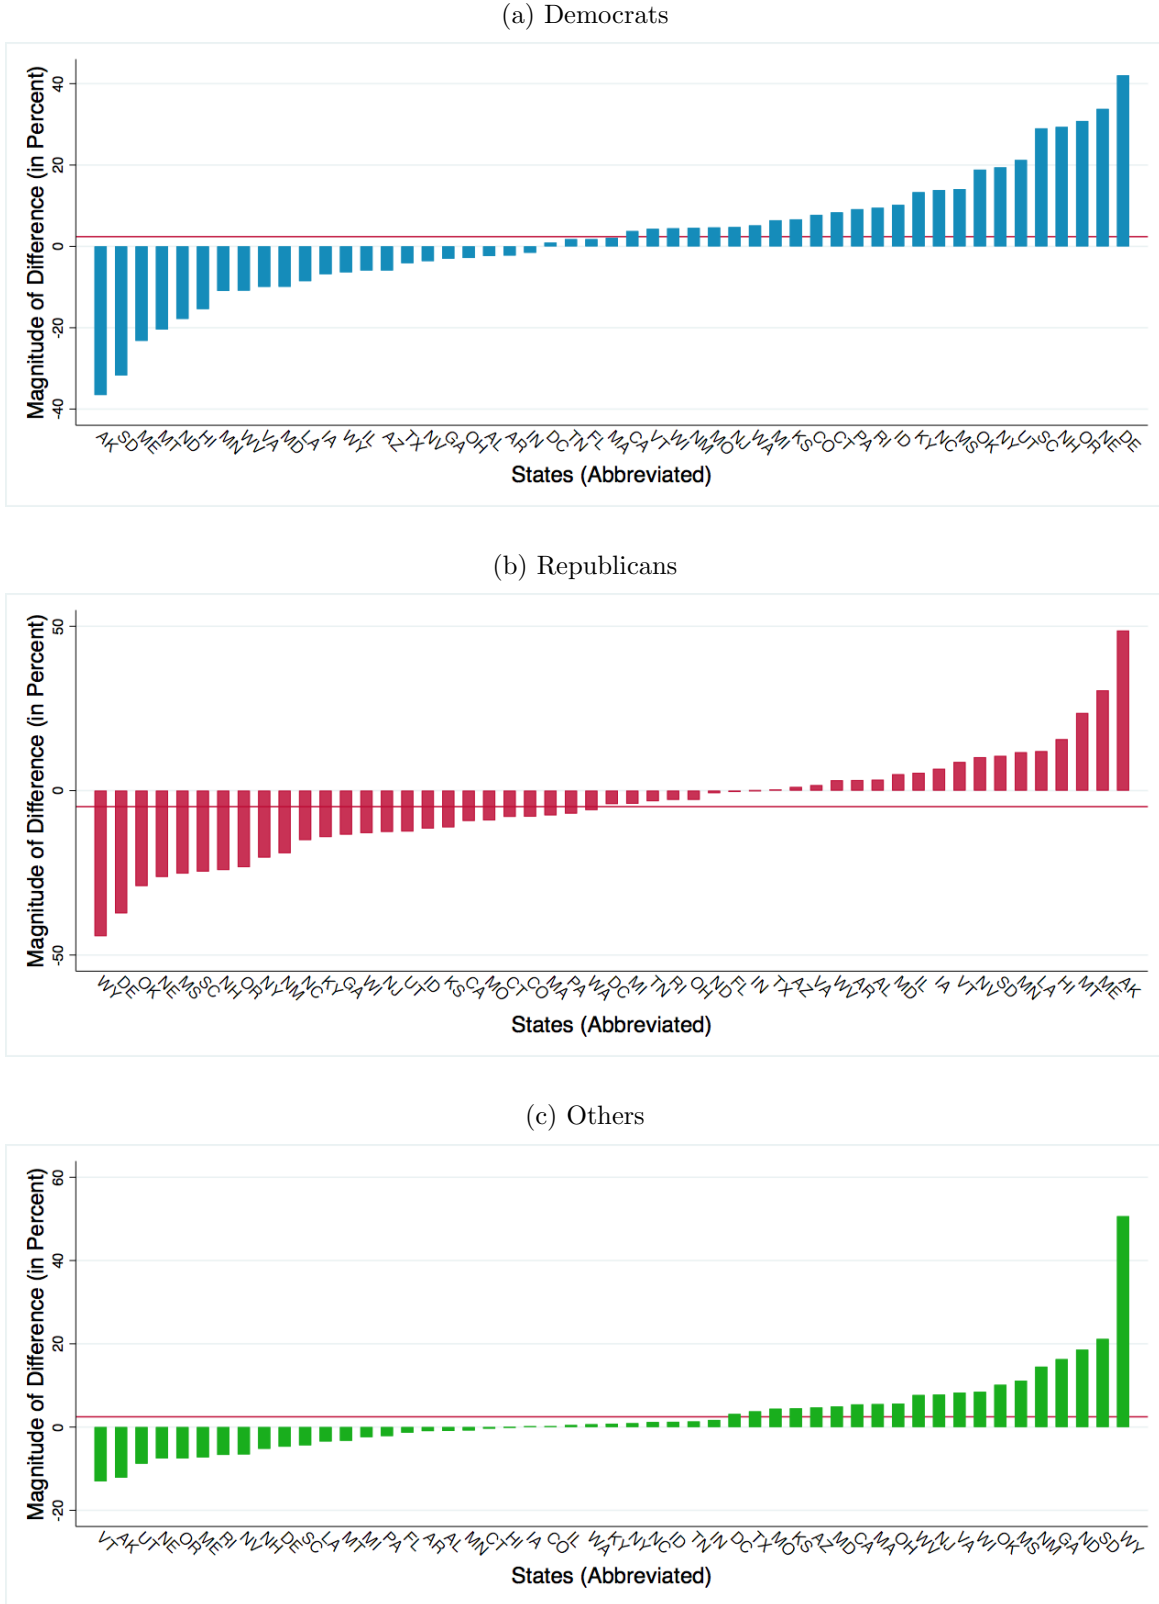 (a) Democrats
Magnitude of Difference (in Percent)
40
20
0
-20
-40
AK SD ME MT ND HI MN WV VA MD LA IA WY IL AZ TX NV GA OH AL AR IN DC TN FL MA CA VT WI NM MO NJ WA MI KS CO CT PA RI ID KY NC MS OK NY UT SC NH OR NE DE
States (Abbreviated)
(b) Republicans
Magnitude of Difference (in Percent)
50
0
-50
WY DE OK NE MS SC NH OR NY NM NC KY GA WI NJ UT ID KS CA MO CT CO MA PA WA DC MI TN RI OH ND FL IN TX AZ VA WV AR AL MD IL IA VT NV SD MN LA HI MT ME AK
States (Abbreviated)
(c) Others
Magnitude of Difference (in Percent)
60
40
20
0
-20
VT AK UT NE OR ME RI NV NH DE SC LA MT MI PA FL AR AL MN CT HI IA CO IL WA KY NY NC ID TN IN DC TX MO KS AZ MD CA MA OH WV NJ VA WI OK MS NM GA ND SD WY
States (Abbreviated)